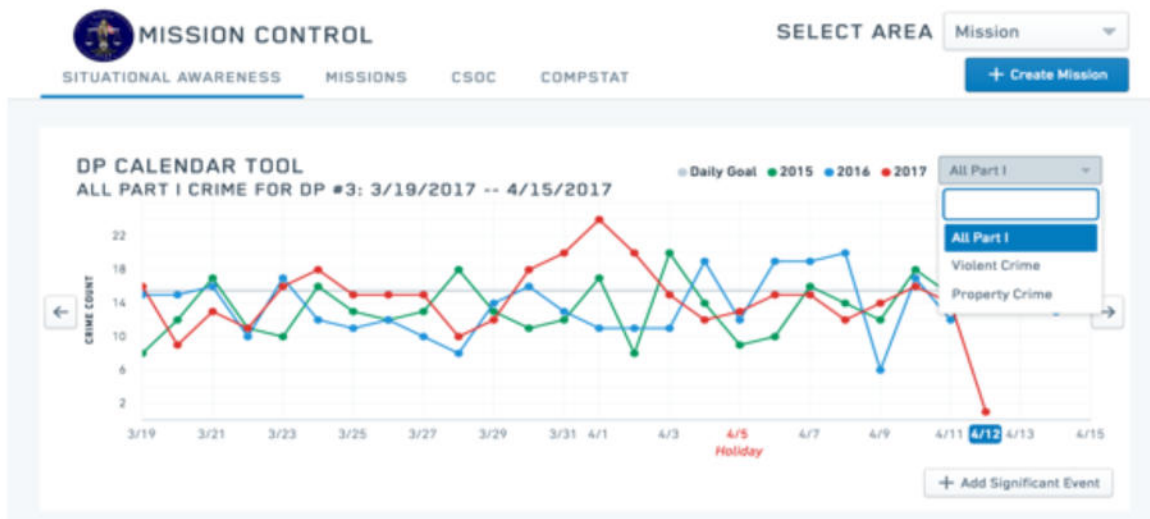 MISSION CONTROL
SELECT AREA Mission
SITUATIONAL AWARENESS MISSIONS CSOC COMPSTAT
+ Create Mission
DP CALENDAR TOOL
ALL PART I CRIME FOR DP #3: 3/19/2017 -- 4/15/2017
Daily Goal 2015 2016 2017
All Part I
All Part I
Violent Crime
Property Crime
CRIME COUNT
22
18
14
10
6
2
3/19 3/21 3/23 3/25 3/27 3/29 3/31 4/1 4/3 4/5 4/7 4/9 4/11 4/12 4/13 4/15
Holiday
+ Add Significant Event